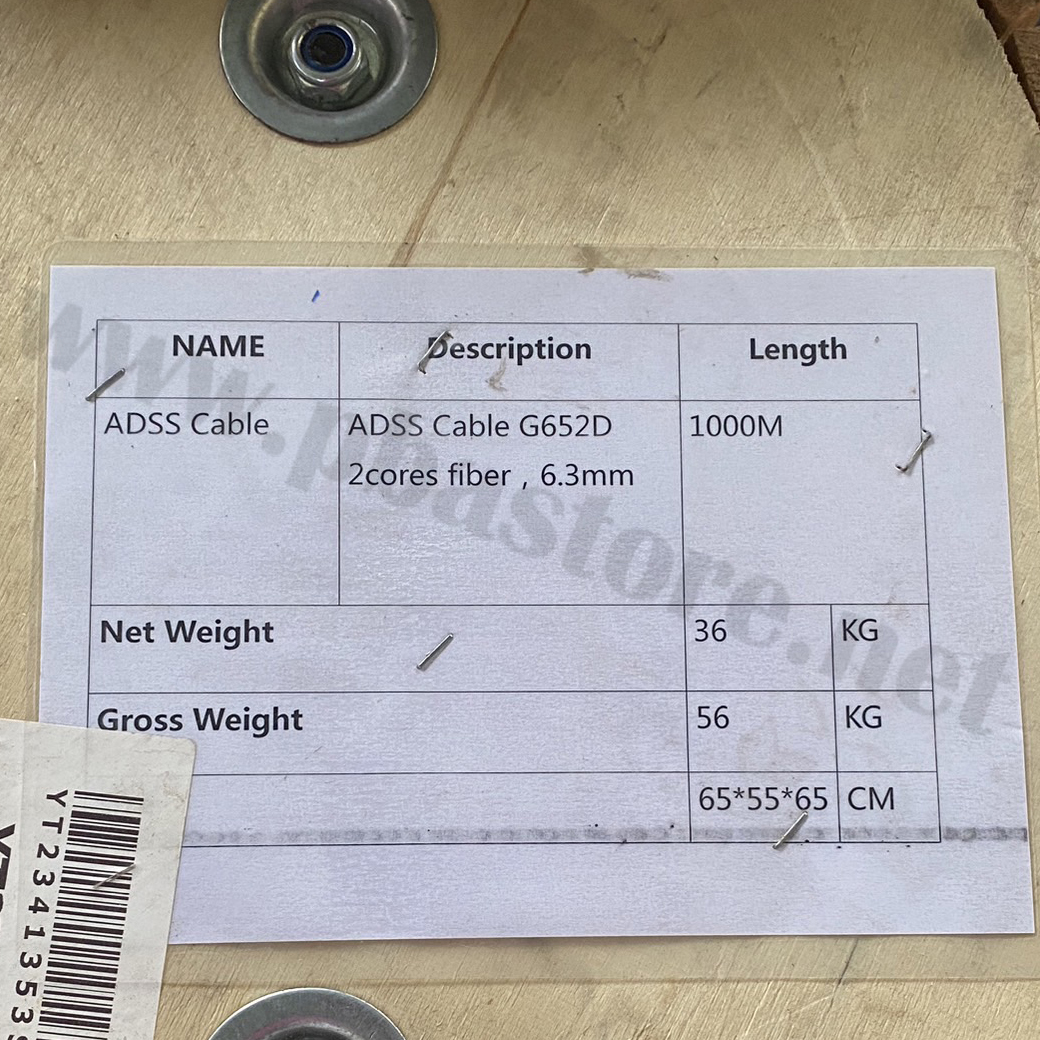 NAME Description Length
ADSS Cable ADSS Cable G652D 1000M
2cores fiber , 6.3mm
Net Weight 36 KG
Gross Weight 56 KG
65*55*65 CM
www.pbastore.net
YT2341353